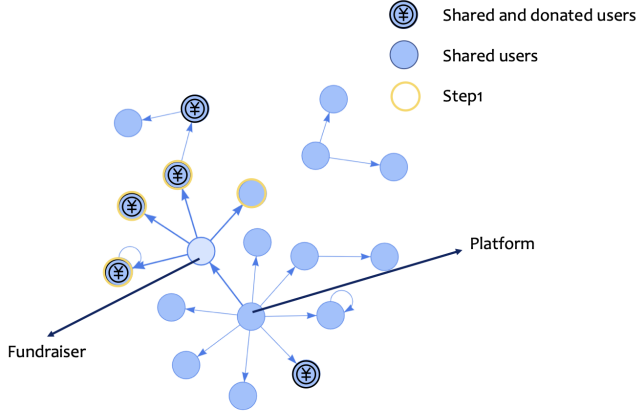 Shared and donated users
Shared users
Step1
¥
¥
¥
¥
Platform
Fundraiser
¥
¥